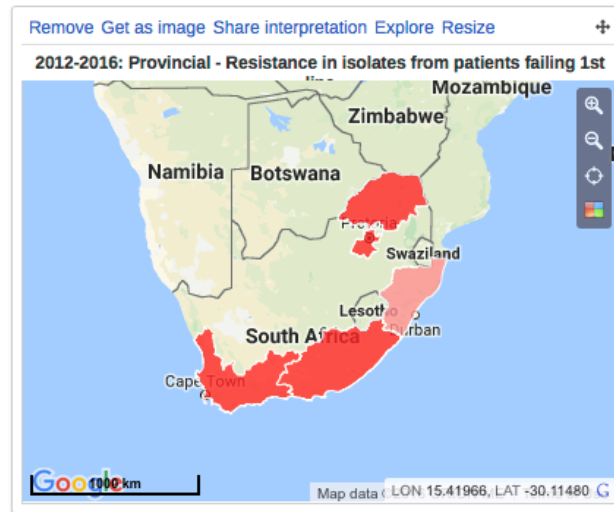 Remove Get as image Share interpretation Explore Resize
2012-2016: Provincial - Resistance in isolates from patients failing 1st
Mozambique
Zimbabwe
Namibia
Botswana
Pretoria
Swaziland
Lesotho
Durban
South Africa
Cape Town
Google
1000 km
Map data
LON 15.41966, LAT -30.11480 G